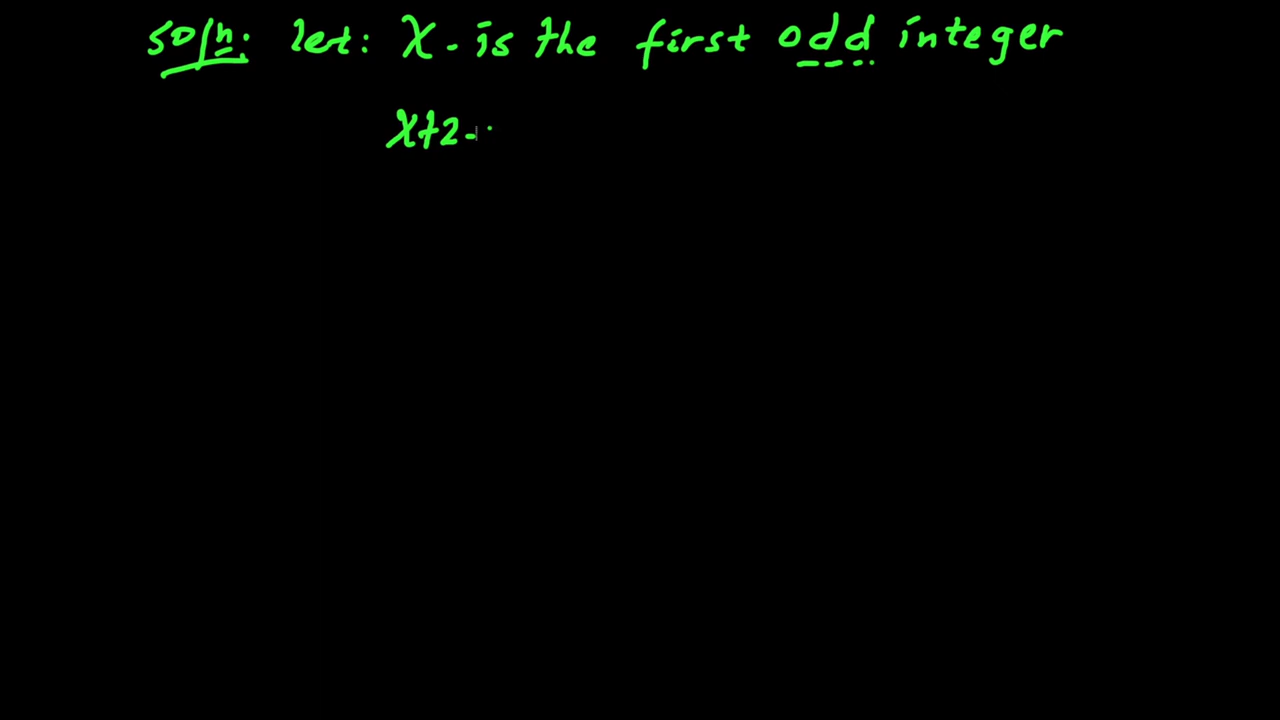 soln: let: X - is the first odd integer
X+2 -